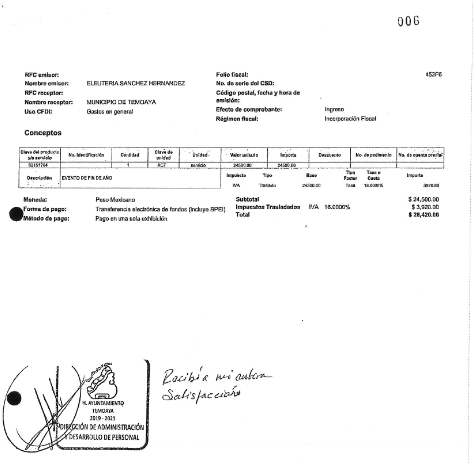 006
RFC emisor:
Nombre emisor: ELEUTERIA SANCHEZ HERNANDEZ
RFC receptor:
Nombre receptor: MUNICIPIO DE TEMOAYA
Uso CFDI: Gastos en general
Folio fiscal: 452F6
No. de serie del CSD:
Código postal, fecha y hora de
emisión:
Efecto de comprobante: Ingreso
Régimen fiscal: Incorporación Fiscal
Conceptos
Clave del producto y/o servicio No. identificación Cantidad Clave de unidad Unidad Valor unitario Importe Descuento No. de pedimento No. de cuenta predial
1 ACT servicio 24500.00 24500.00
Descripción EVENTO DE FIN DE AÑO
Impuesto Tipo Base Tipo Factor Tasa o Cuota Importe
IVA Traslado 24500.00 Tasa 16.0000% 3920.00
Moneda: Peso Mexicano
Forma de pago: Transferencia electrónica de fondos (incluye SPEI)
Método de pago: Pago en una sola exhibición
Subtotal $ 24,500.00
Impuestos Trasladados IVA 16.0000% $ 3,920.00
Total $ 28,420.00
H. AYUNTAMIENTO
TEMOAYA
2019 - 2021
DIRECCIÓN DE ADMINISTRACIÓN
Y DESARROLLO DE PERSONAL
Recibí a mi entera
Satisfacción